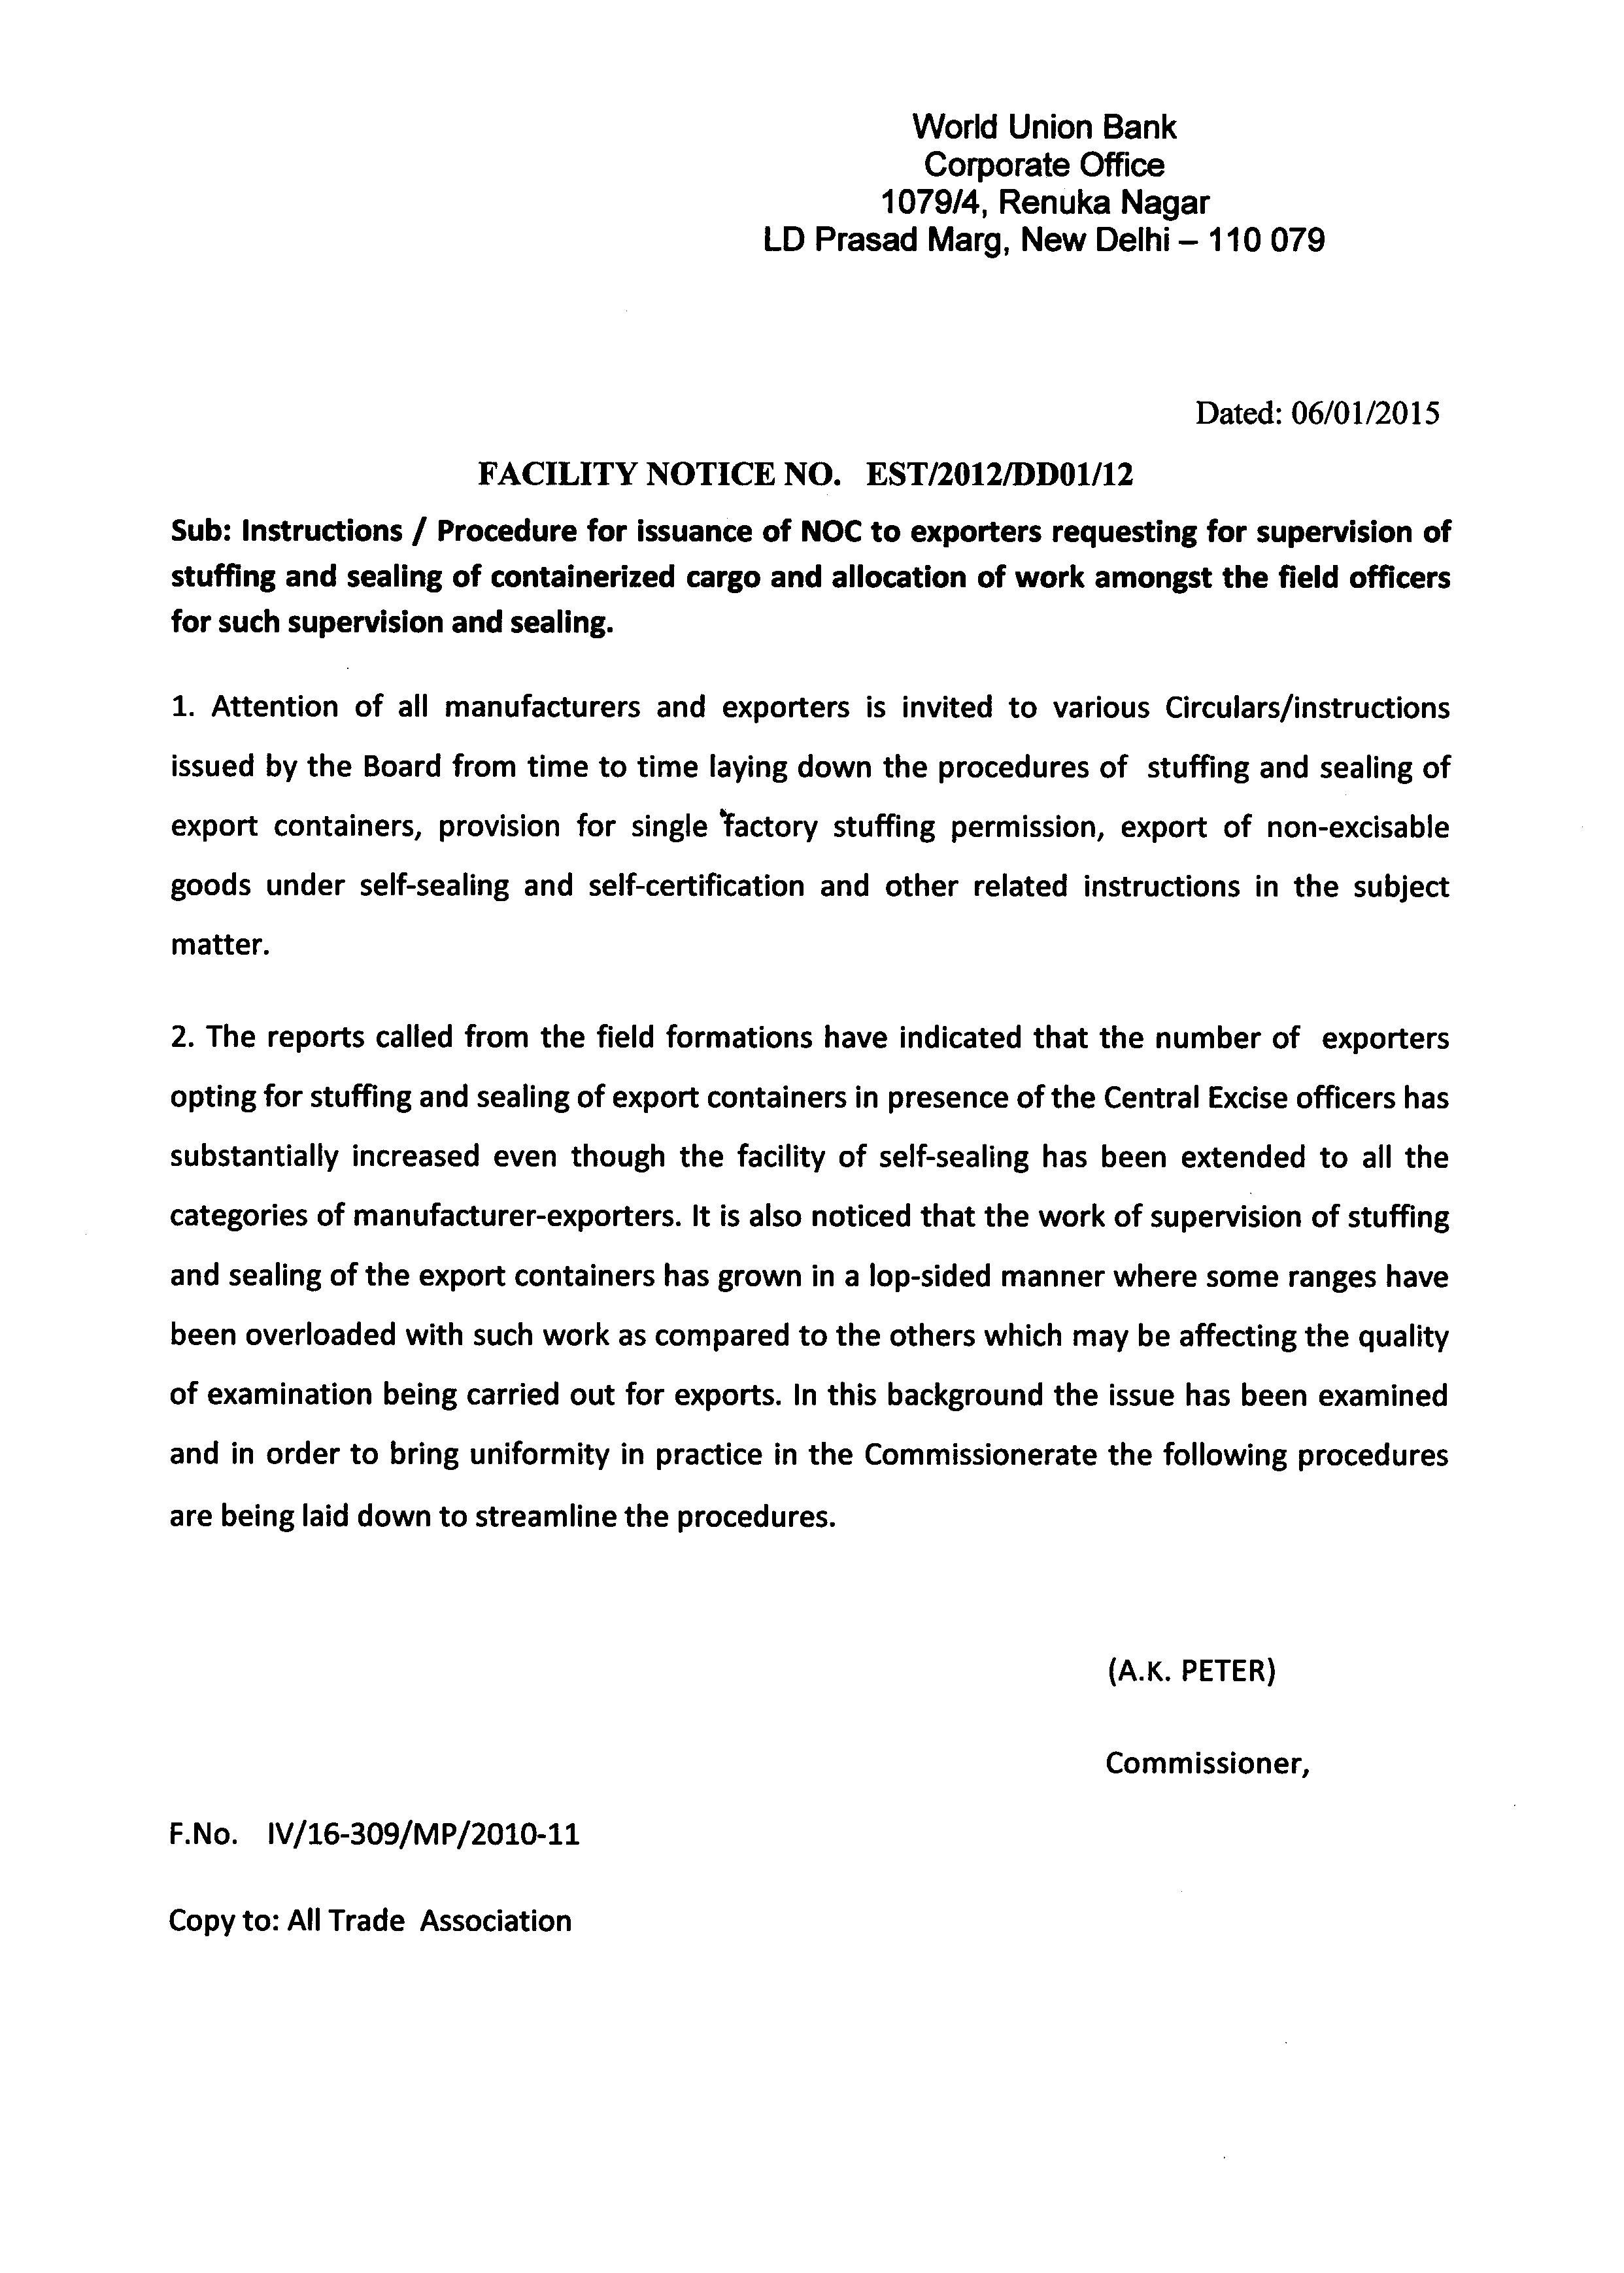 World Union Bank
Corporate Office
1079/4, Renuka Nagar
LD Prasad Marg, New Delhi – 110 079
Dated: 06/01/2015
FACILITY NOTICE NO. EST/2012/DD01/12
Sub: Instructions / Procedure for issuance of NOC to exporters requesting for supervision of
stuffing and sealing of containerized cargo and allocation of work amongst the field officers
for such supervision and sealing.
1. Attention of all manufacturers and exporters is invited to various Circulars/instructions
issued by the Board from time to time laying down the procedures of stuffing and sealing of
export containers, provision for single factory stuffing permission, export of non-excisable
goods under self-sealing and self-certification and other related instructions in the subject
matter.
2. The reports called from the field formations have indicated that the number of exporters
opting for stuffing and sealing of export containers in presence of the Central Excise officers has
substantially increased even though the facility of self-sealing has been extended to all the
categories of manufacturer-exporters. It is also noticed that the work of supervision of stuffing
and sealing of the export containers has grown in a lop-sided manner where some ranges have
been overloaded with such work as compared to the others which may be affecting the quality
of examination being carried out for exports. In this background the issue has been examined
and in order to bring uniformity in practice in the Commissionerate the following procedures
are being laid down to streamline the procedures.
(A.K. PETER)
Commissioner,
F.No. IV/16-309/MP/2010-11
Copy to: All Trade Association